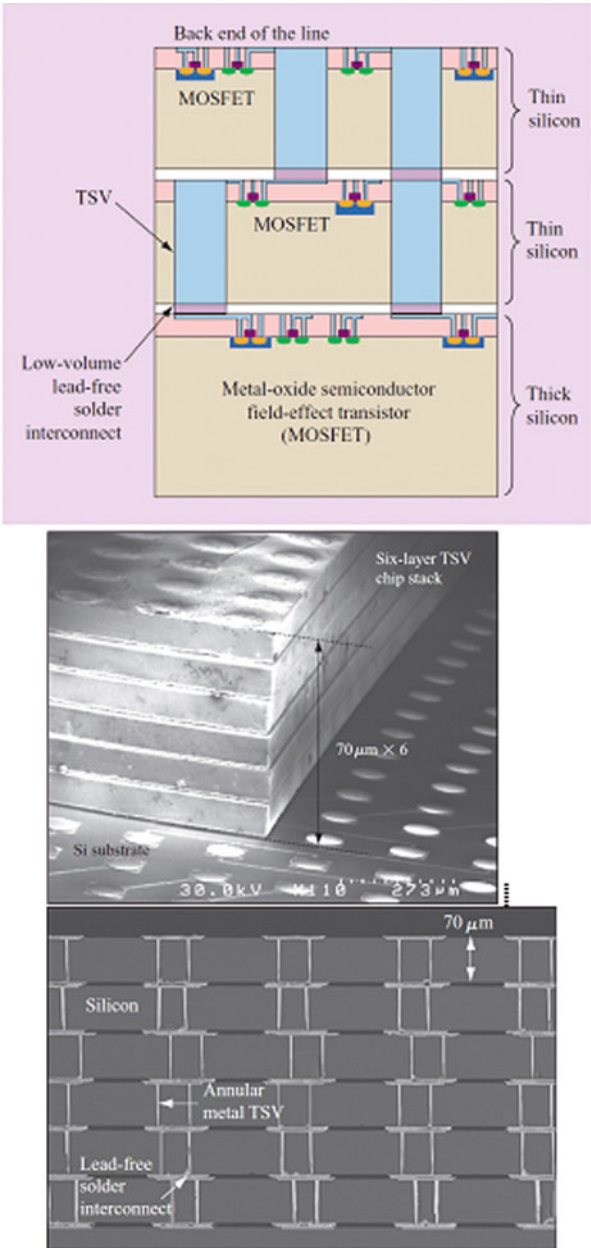 Back end of the line
MOSFET
Thin
silicon
TSV
MOSFET
Thin
silicon
Low-volume
lead-free
solder
interconnect
Metal-oxide semiconductor
field-effect transistor
(MOSFET)
Thick
silicon
Six-layer TSV
chip stack
70 μm × 6
Si substrate
30.0kV X110 273μm
70 μm
Silicon
Annular
metal TSV
Lead-free
solder
interconnect